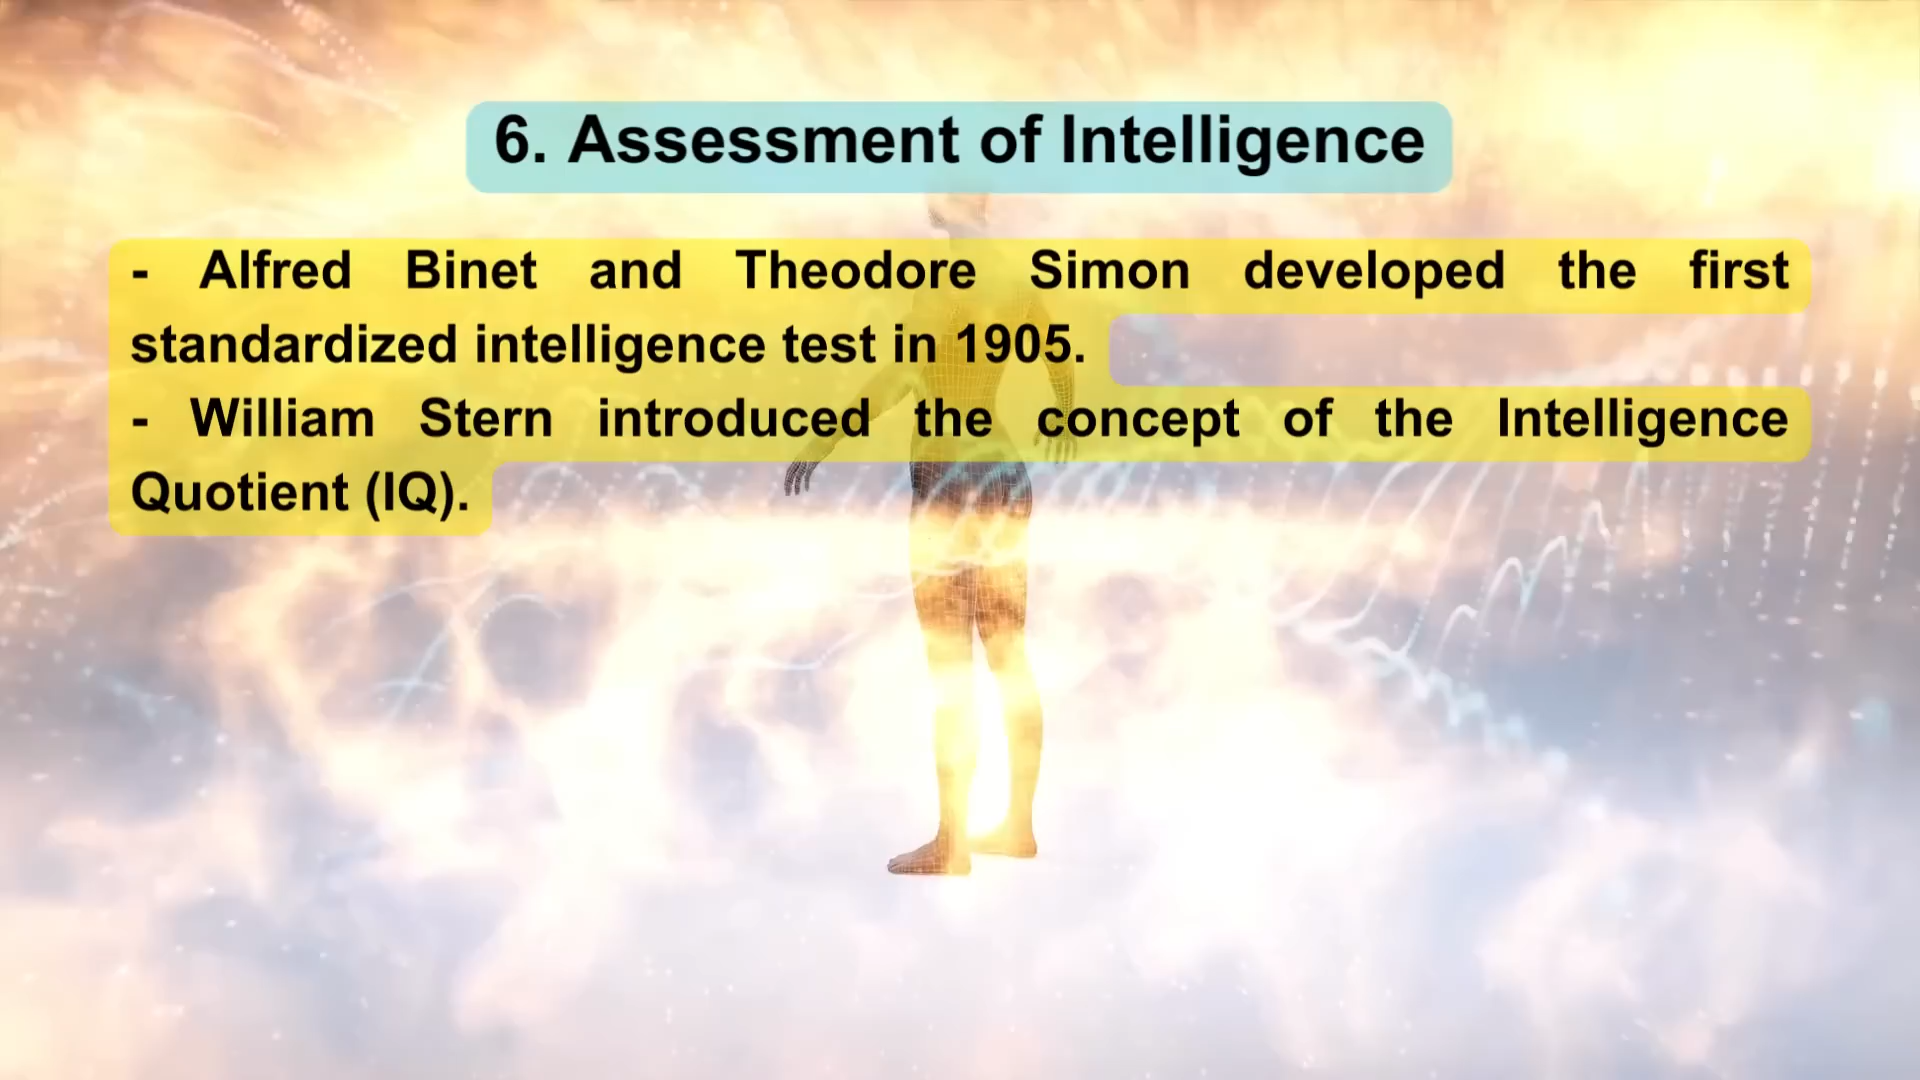 6. Assessment of Intelligence
- Alfred Binet and Theodore Simon developed the first
standardized intelligence test in 1905.
- William Stern introduced the concept of the Intelligence
Quotient (IQ).